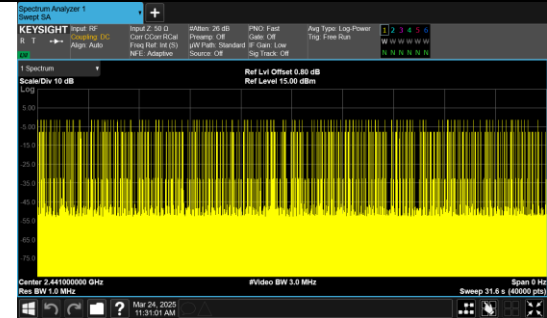 Spectrum Analyzer 1
Swept SA
+
KEYSIGHT Input: RF Input Z: 50 Ω #Atten: 26 dB PNO: Fast Avg Type: Log-Power 1 2 3 4 5 6
R T Coupling: DC Corr CCorr RCal Preamp: Off Gate: Off Trig: Free Run W W W W W W
Align: Auto Freq Ref: Int (S) µW Path: Standard IF Gain: Low N N N N N N
NFE: Adaptive Source: Off Sig Track: Off
1 Spectrum
Ref Lvl Offset 0.80 dB
Scale/Div 10 dB Ref Level 15.00 dBm
Log
5.00
-5.00
-15.0
-25.0
-35.0
-45.0
-55.0
-65.0
-75.0
Center 2.441000000 GHz #Video BW 3.0 MHz Span 0 Hz
Res BW 1.0 MHz Sweep 31.6 s (40000 pts)
? Mar 24, 2025
11:31:01 AM